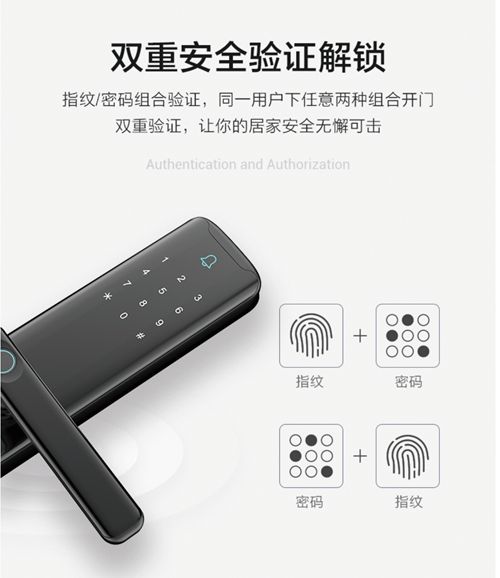 双重安全验证解锁
指纹/密码组合验证，同一用户下任意两种组合开门
双重验证，让你的居家安全无懈可击
Authentication and Authorization
1 2 3
4 5 6
7 8 9
* 0 #
指纹 + 密码
密码 + 指纹